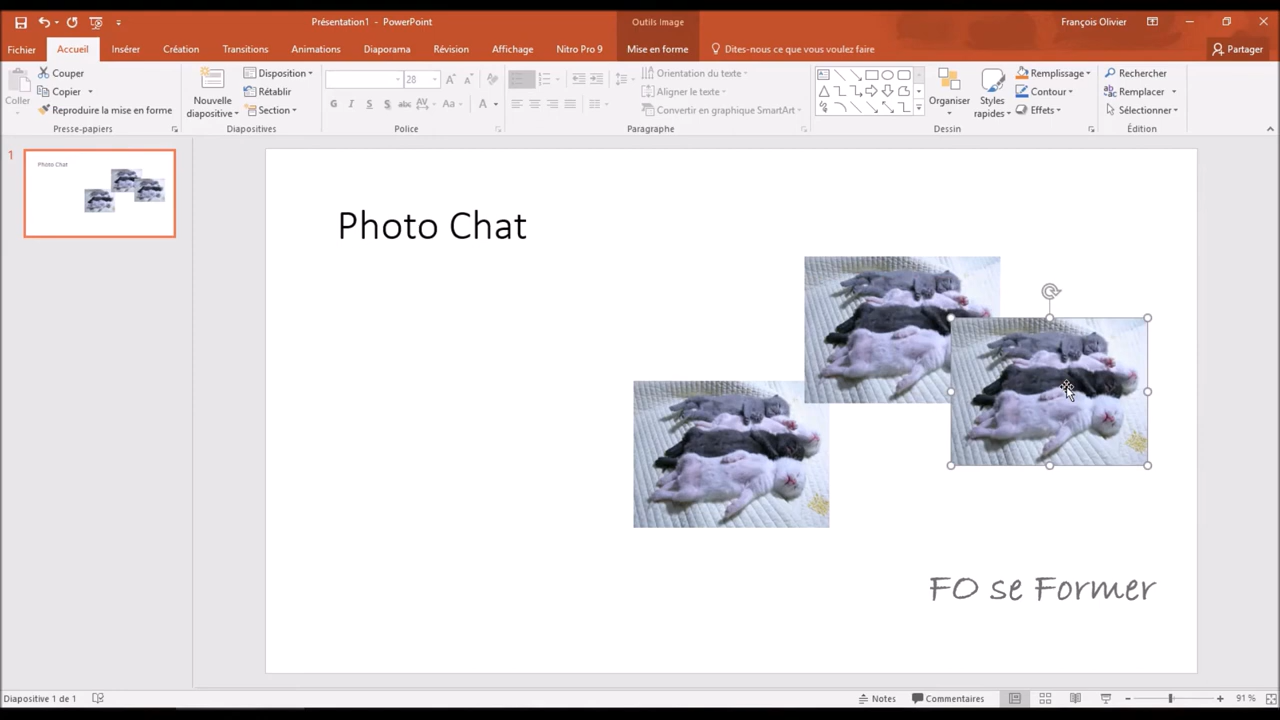 Présentation1 - PowerPoint
Outils Image
François Olivier
Fichier Accueil Insérer Création Transitions Animations Diaporama Révision Affichage Nitro Pro 9 Mise en forme Dites-nous ce que vous voulez faire Partager
Coller
Couper
Copier
Reproduire la mise en forme
Presse-papiers
Nouvelle
diapositive
Disposition
Rétablir
Section
Diapositives
28
G I S S abc AV Aa A
Police
Orientation du texte
Aligner le texte
Convertir en graphique SmartArt
Paragraphe
Organiser
Styles
rapides
Remplissage
Contour
Effets
Dessin
Rechercher
Remplacer
Sélectionner
Édition
1
Photo Chat
Photo Chat
FO se Former
Diapositive 1 de 1
Notes
Commentaires
91 %